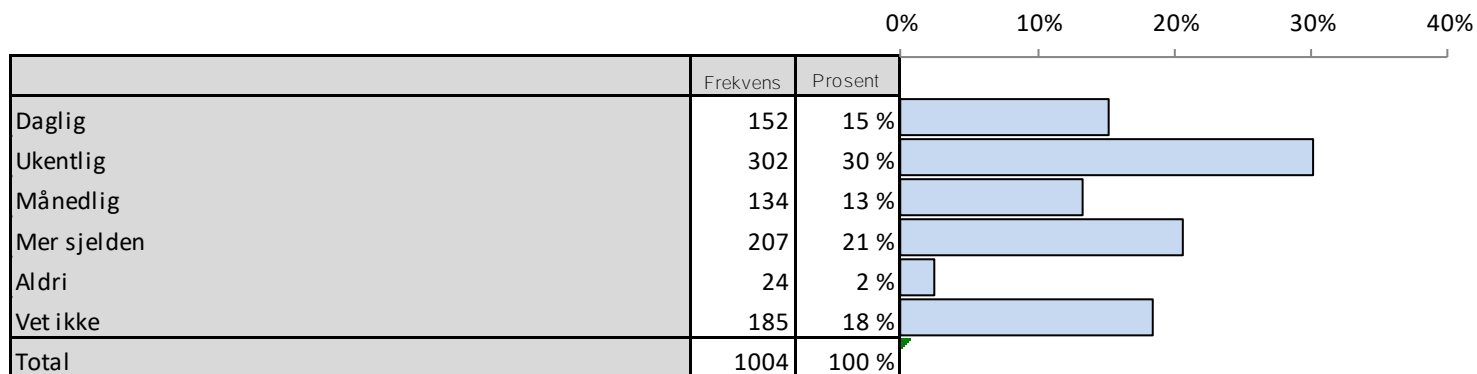 0% 10% 20% 30% 40%
Frekvens Prosent
Daglig 152 15 %
Ukentlig 302 30 %
Månedlig 134 13 %
Mer sjelden 207 21 %
Aldri 24 2 %
Vet ikke 185 18 %
Total 1004 100 %